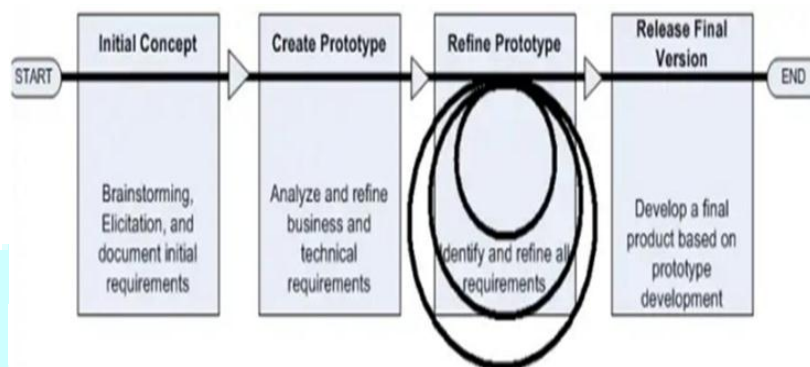 START
Initial Concept
Brainstorming,
Elicitation, and
document initial
requirements
Create Prototype
Analyze and refine
business and
technical
requirements
Refine Prototype
Identify and refine all
requirements
Release Final
Version
Develop a final
product based on
prototype
development
END